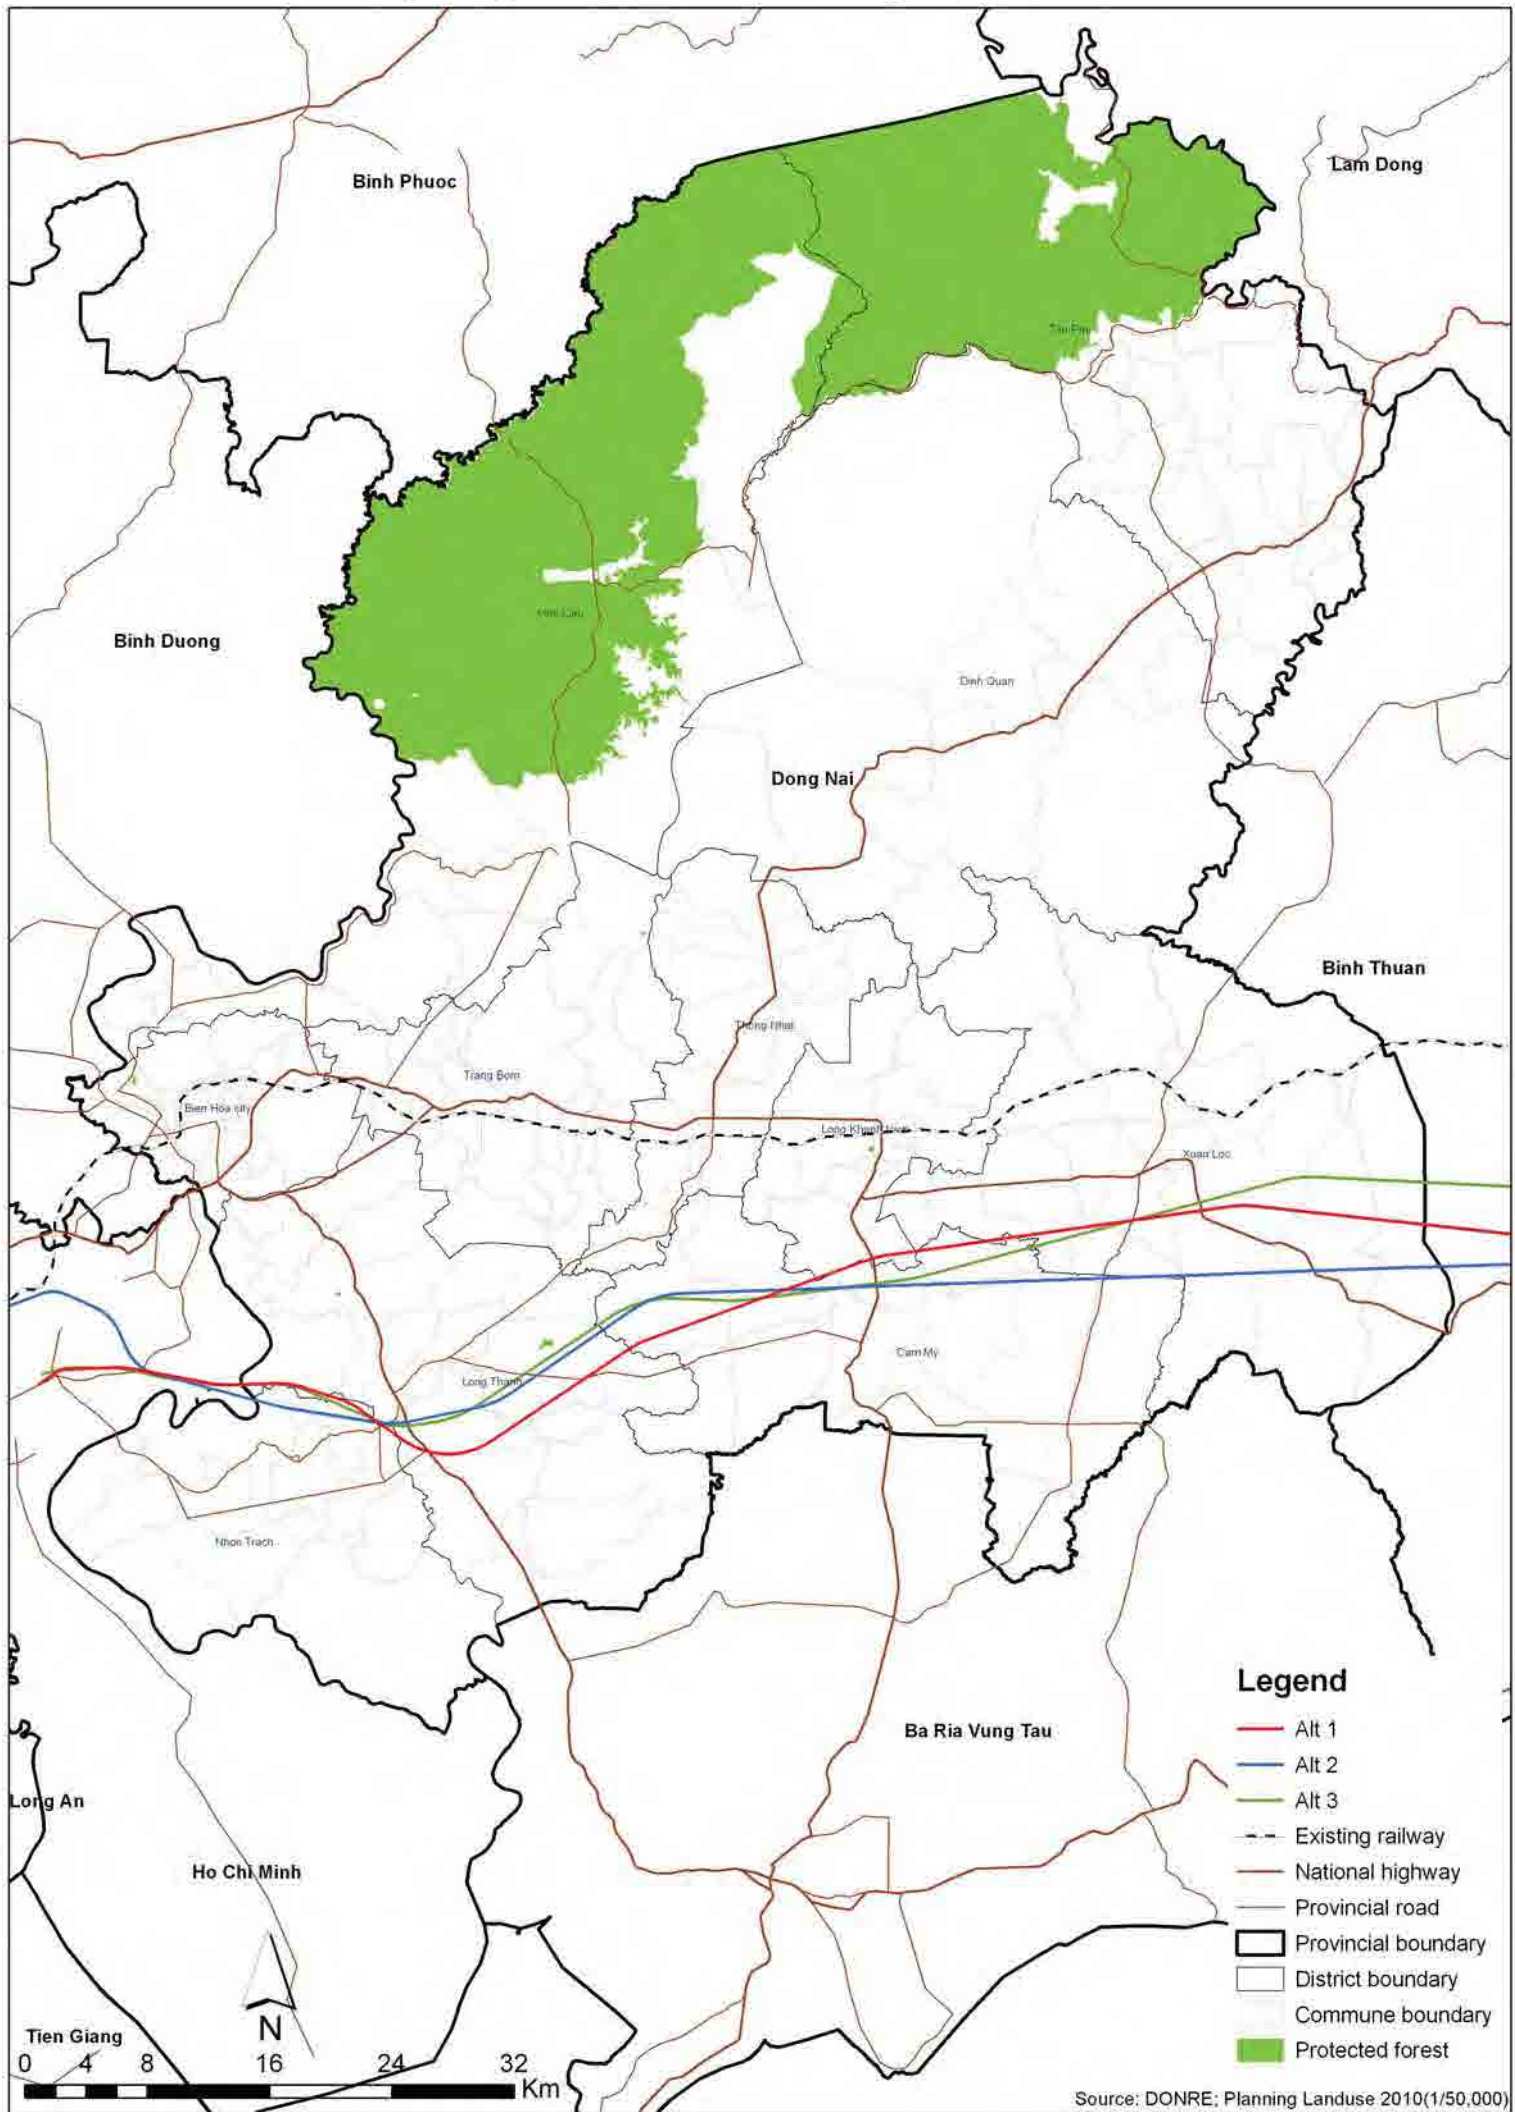 Binh Phuoc
Lam Dong
Tan Phu
Vinh Cuu
Binh Duong
Dinh Quan
Dong Nai
Binh Thuan
Thong Nhat
Trang Bom
Bien Hoa city
Long Khanh town
Xuan Loc
Cam My
Long Thanh
Nhon Trach
Legend
Alt 1
Alt 2
Alt 3
Existing railway
National highway
Provincial road
Provincial boundary
District boundary
Commune boundary
Protected forest
Ba Ria Vung Tau
Long An
Ho Chi Minh
N
Tien Giang
0 4 8 16 24 32
Km
Source: DONRE; Planning Landuse 2010(1/50,000)